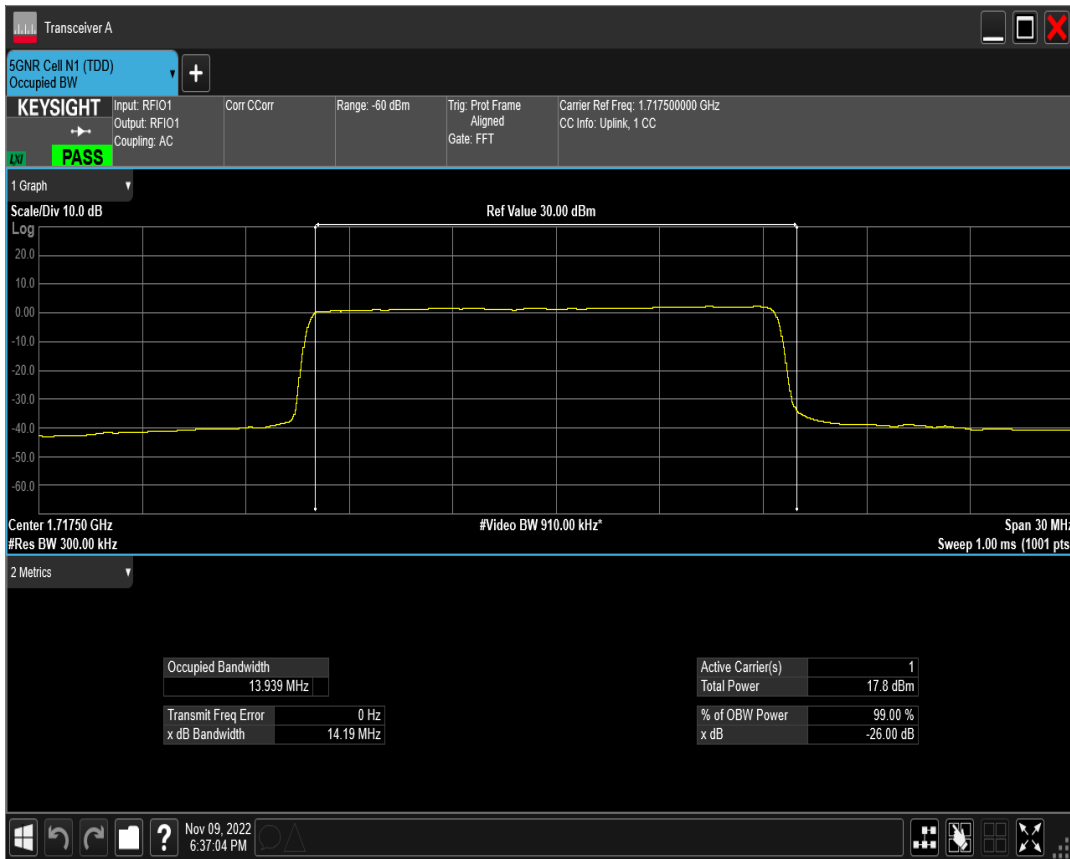 Transceiver A
5GNR Cell N1 (TDD)
Occupied BW
+
KEYSIGHT
LXI
PASS
Input: RFIO1
Output: RFIO1
Coupling: AC
Corr CCorr
Range: -60 dBm
Trig: Prot Frame
Aligned
Gate: FFT
Carrier Ref Freq: 1.717500000 GHz
CC Info: Uplink, 1 CC
1 Graph
Scale/Div 10.0 dB
Ref Value 30.00 dBm
Log
20.0
10.0
0.00
-10.0
-20.0
-30.0
-40.0
-50.0
-60.0
Center 1.71750 GHz
#Video BW 910.00 kHz*
Span 30 MHz
#Res BW 300.00 kHz
Sweep 1.00 ms (1001 pts
2 Metrics
Occupied Bandwidth
13.939 MHz
Transmit Freq Error 0 Hz
x dB Bandwidth 14.19 MHz
Active Carrier(s) 1
Total Power 17.8 dBm
% of OBW Power 99.00 %
x dB -26.00 dB
?
Nov 09, 2022
6:37:04 PM